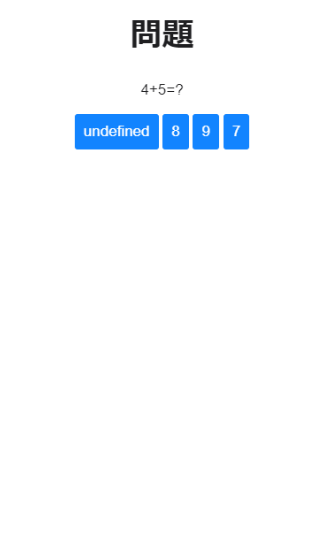 問題
4+5=?
undefined 8 9 7